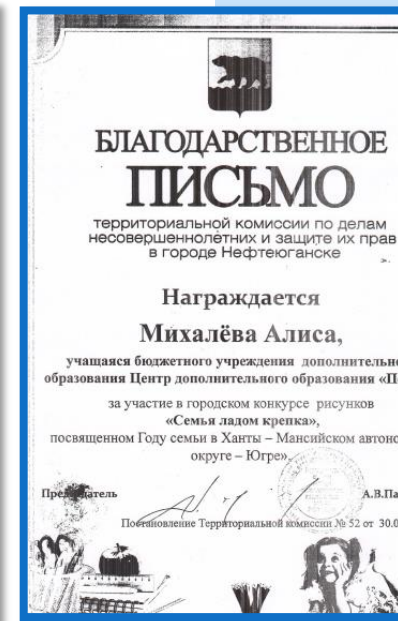 БЛАГОДАРСТВЕННОЕ
ПИСЬМО
территориальной комиссии по делам
несовершеннолетних и защите их прав
в городе Нефтеюганске
Награждается
Михалёва Алиса,
учащаяся бюджетного учреждения дополнительно
образования Центр дополнительного образования «П
за участие в городском конкурсе рисунков
«Семья ладом крепка»,
посвященном Году семьи в Ханты – Мансийском автоно
округе – Югре»
Председатель А.В.Па
Постановление Территориальной комиссии № 52 от 30.0